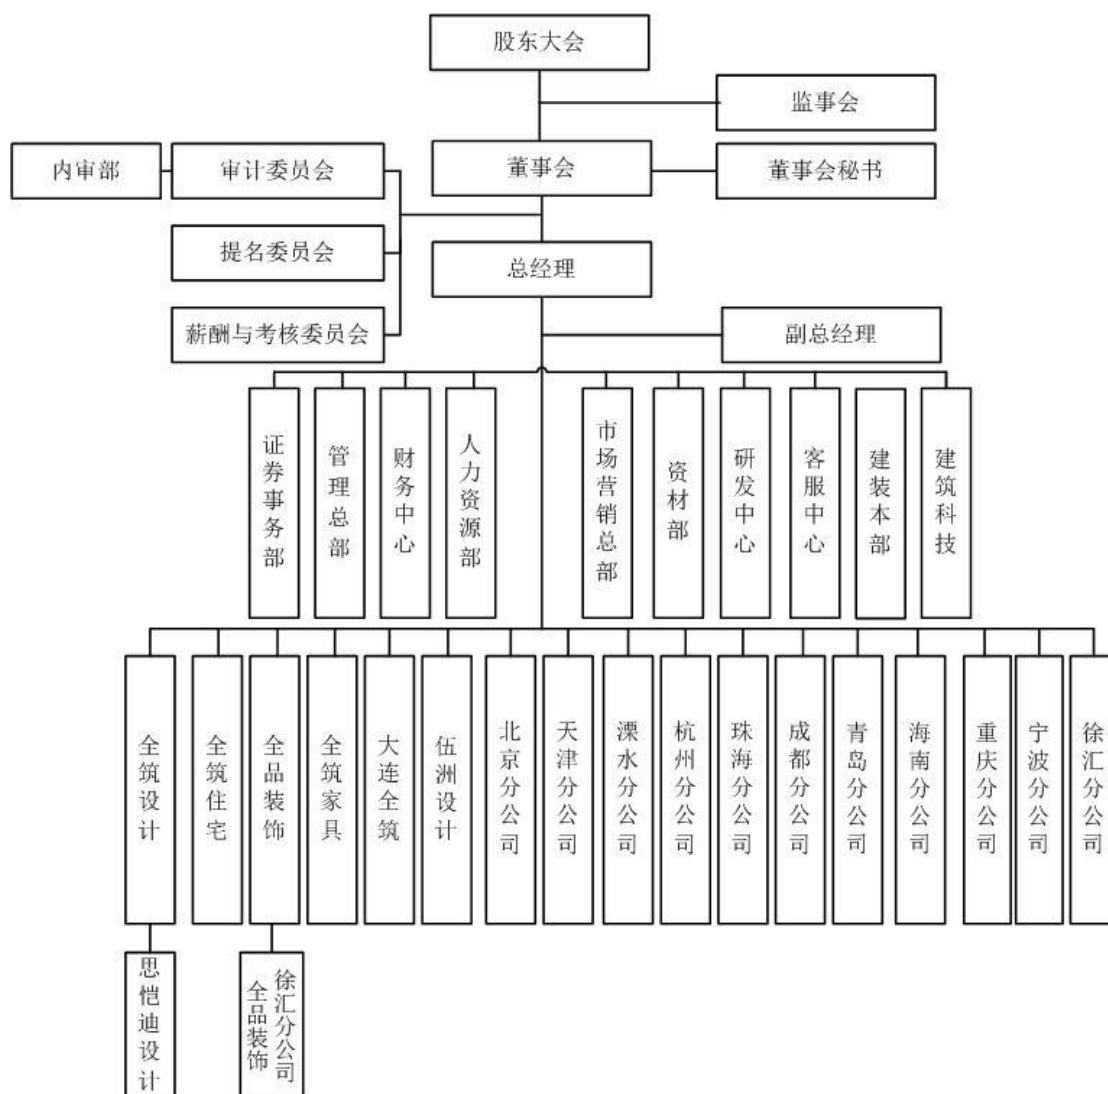 股东大会
监事会
内审部
审计委员会
董事会
董事会秘书
提名委员会
总经理
薪酬与考核委员会
副总经理
证券事务部
管理总部
财务中心
人力资源部
市场营销总部
资材部
研发中心
客服中心
建装本部
建筑科技
全筑设计
全筑住宅
全品装饰
全筑家具
大连全筑
伍洲设计
北京分公司
天津分公司
溧水分公司
杭州分公司
珠海分公司
成都分公司
青岛分公司
海南分公司
重庆分公司
宁波分公司
徐汇分公司
思恺迪设计
全品装饰
徐汇分公司